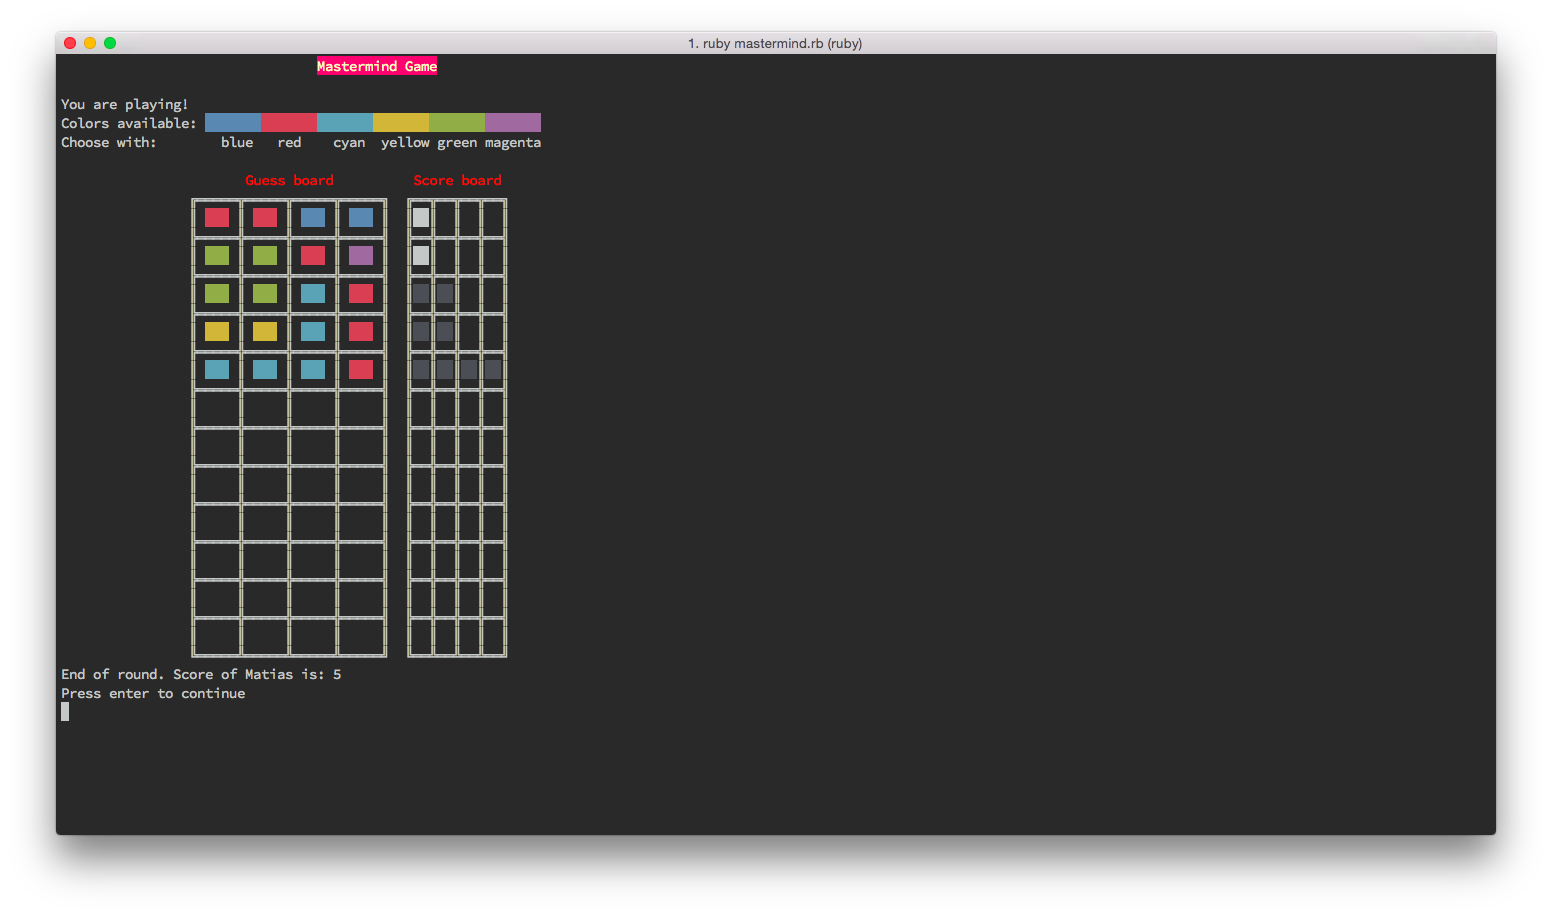 1. ruby mastermind.rb (ruby)
Mastermind Game
You are playing!
Colors available:
Choose with: blue red cyan yellow green magenta
Guess board Score board
End of round. Score of Matias is: 5
Press enter to continue